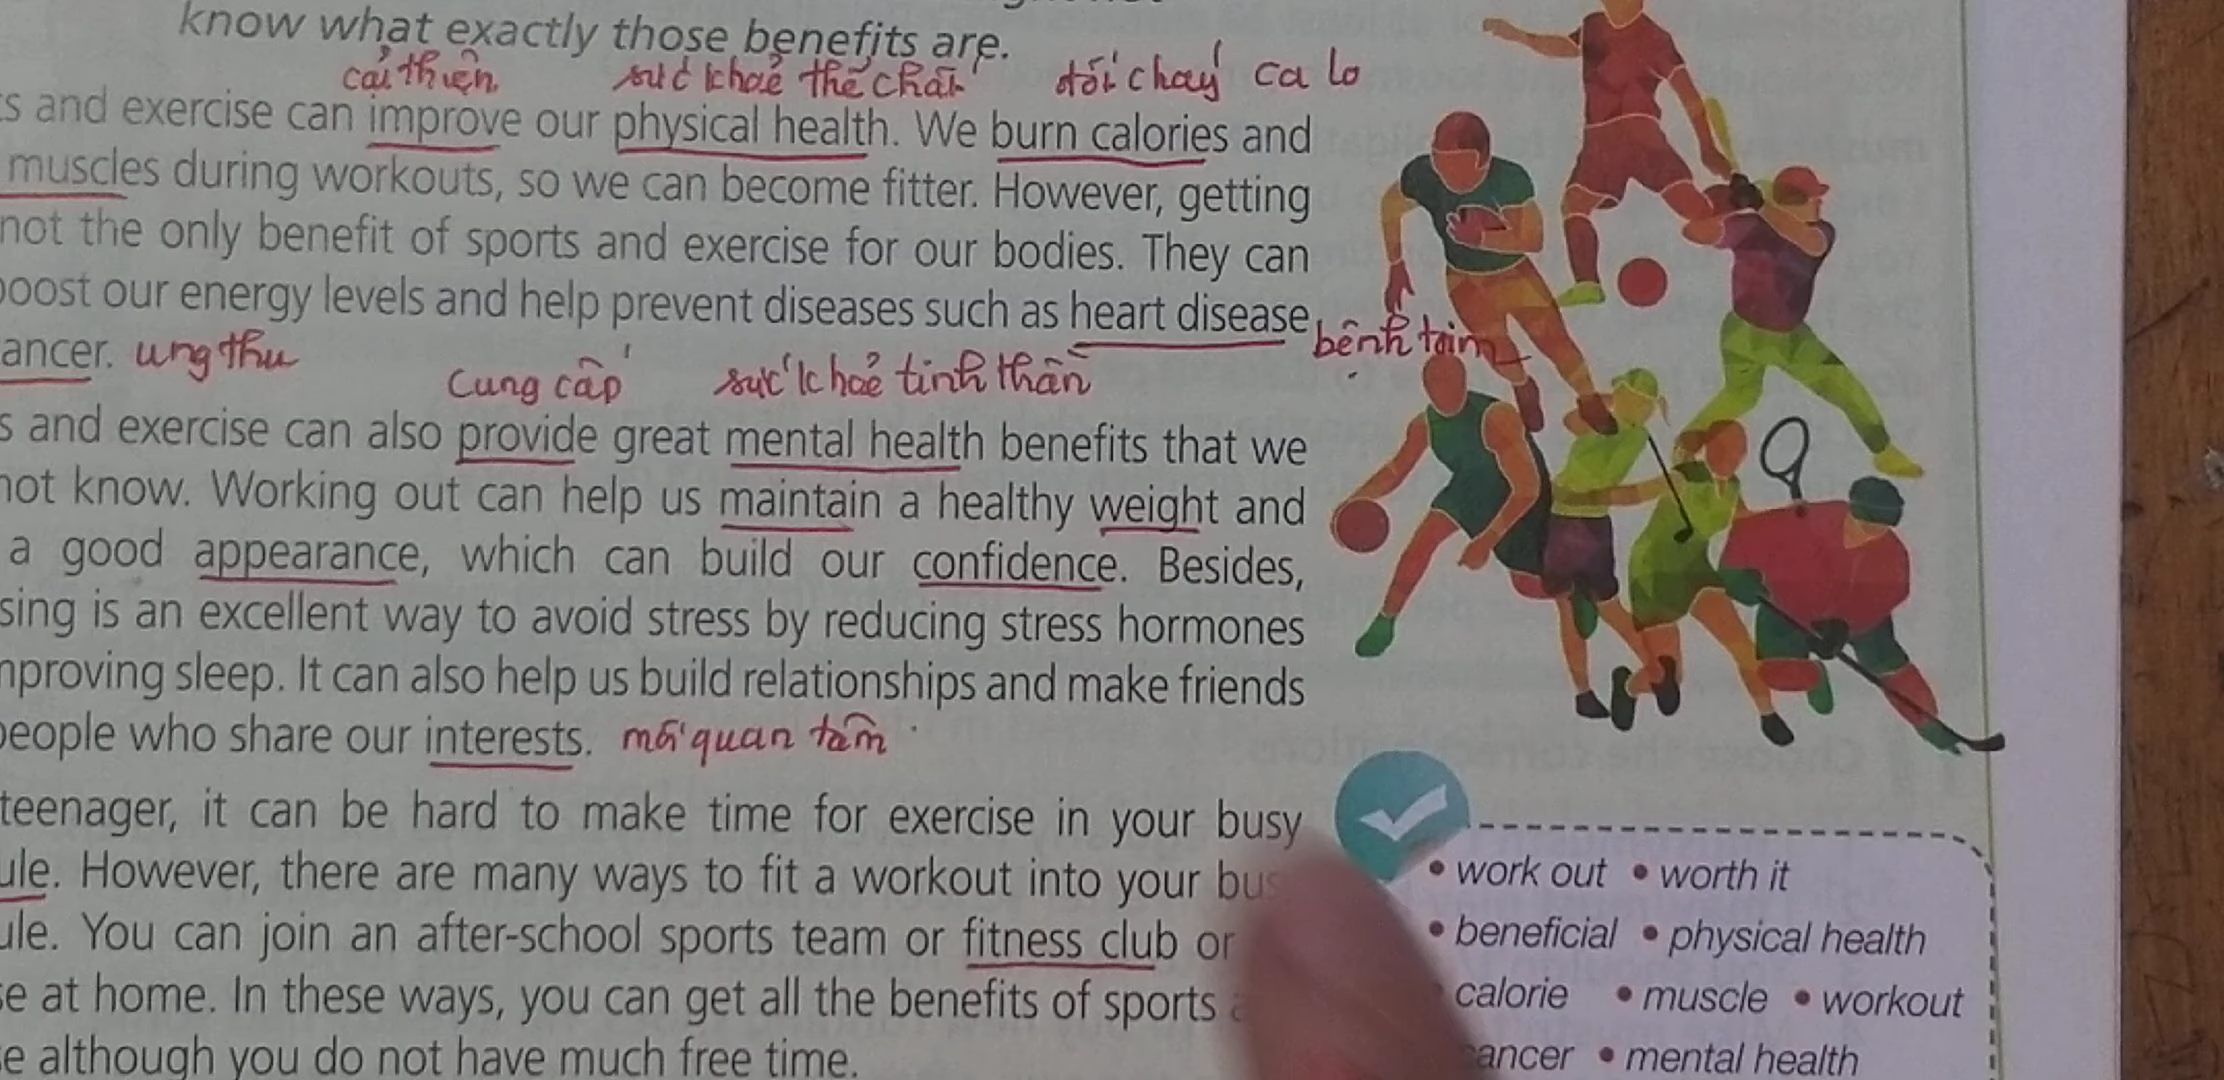 know what exactly those benefits are.
cải thiện sức khoẻ thể chất đốt cháy ca lo
and exercise can improve our physical health. We burn calories and
muscles during workouts, so we can become fitter. However, getting
not the only benefit of sports and exercise for our bodies. They can
boost our energy levels and help prevent diseases such as heart disease
ancer. ung thư bệnh tim
cung cấp sức khoẻ tinh thần
s and exercise can also provide great mental health benefits that we
not know. Working out can help us maintain a healthy weight and
a good appearance, which can build our confidence. Besides,
sing is an excellent way to avoid stress by reducing stress hormones
mproving sleep. It can also help us build relationships and make friends
people who share our interests. mối quan tâm
teenager, it can be hard to make time for exercise in your busy
ule. However, there are many ways to fit a workout into your bus
ule. You can join an after-school sports team or fitness club or
se at home. In these ways, you can get all the benefits of sports a
se although you do not have much free time.
• work out • worth it
• beneficial • physical health
calorie • muscle • workout
ancer • mental health